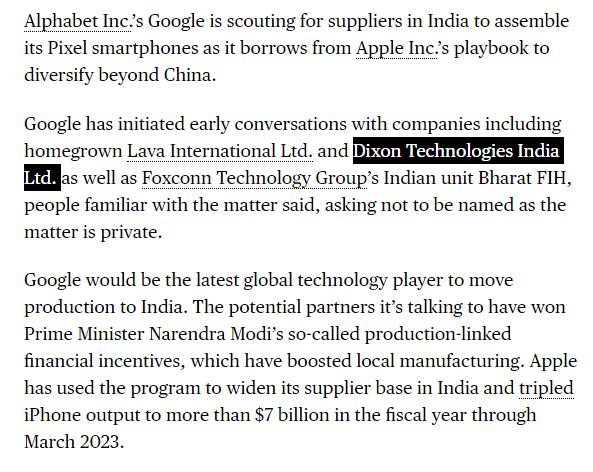 Alphabet Inc.’s Google is scouting for suppliers in India to assemble
its Pixel smartphones as it borrows from Apple Inc.’s playbook to
diversify beyond China.
Google has initiated early conversations with companies including
homegrown Lava International Ltd. and Dixon Technologies India
Ltd. as well as Foxconn Technology Group’s Indian unit Bharat FIH,
people familiar with the matter said, asking not to be named as the
matter is private.
Google would be the latest global technology player to move
production to India. The potential partners it’s talking to have won
Prime Minister Narendra Modi’s so-called production-linked
financial incentives, which have boosted local manufacturing. Apple
has used the program to widen its supplier base in India and tripled
iPhone output to more than $7 billion in the fiscal year through
March 2023.